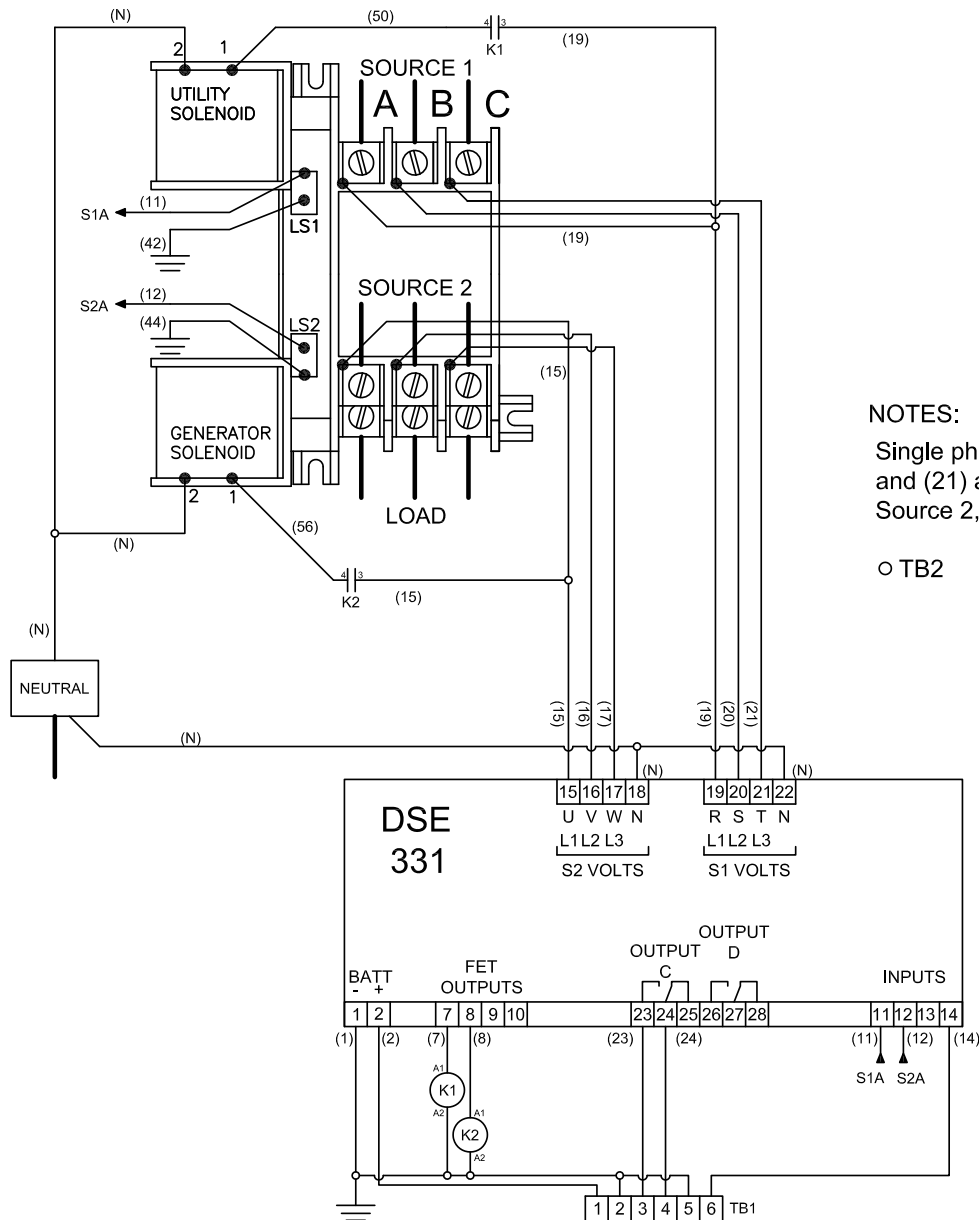 (N)
(50)
4 3
K1
(19)
2 1
UTILITY
SOLENOID
SOURCE 1
A B C
S1A
(11)
LS1
(42)
(19)
SOURCE 2
S2A
(12)
LS2
(44)
(15)
GENERATOR
SOLENOID
2 1
LOAD
NOTES:
Single ph
and (21) a
Source 2,
TB2
(56)
(N)
4 3
K2
(15)
(N)
NEUTRAL
(N)
(15)
(16)
(17)
(19)
(20)
(21)
(N)
(N)
15 16 17 18
19 20 21 22
U V W N
R S T N
L1 L2 L3
L1 L2 L3
S2 VOLTS
S1 VOLTS
DSE
331
BATT
- +
FET
OUTPUTS
OUTPUT
C
OUTPUT
D
INPUTS
1 2
7 8 9 10
23 24 25 26 27 28
11 12 13 14
(1) (2) (7) (8) (23) (24) (11) (12) (14)
S1A S2A
A1
K1
A2
A1
K2
A2
1 2 3 4 5 6 TB1